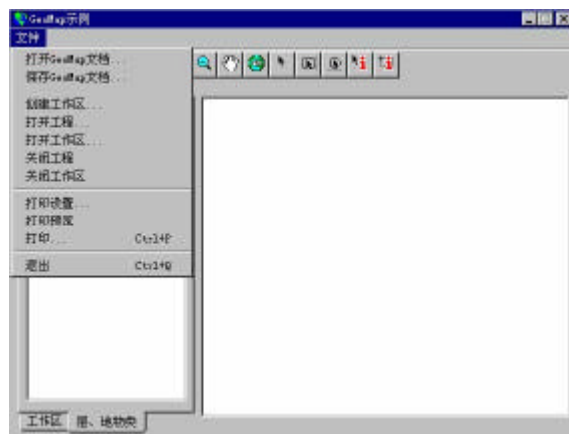 GeoMap示例
文件
打开GeoMap文档...
保存GeoMap文档...
创建工作区...
打开工程...
打开工作区...
关闭工程
关闭工作区
打印设置...
打印预览
打印... Ctrl+P
退出 Ctrl+Q
工作区 层、地物类